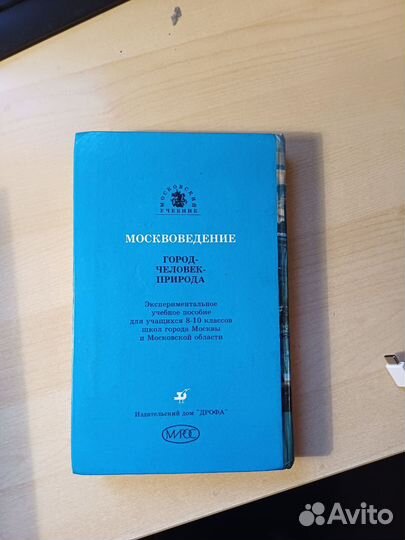 МОСКОВСКИЙ
УЧЕБНИК
МОСКВОВЕДЕНИЕ
ГОРОД-
ЧЕЛОВЕК-
ПРИРОДА
Экспериментальное
учебное пособие
для учащихся 8-10 классов
школ города Москвы
и Московской области
Издательский дом "ДРОФА"
МИРОС
Avito